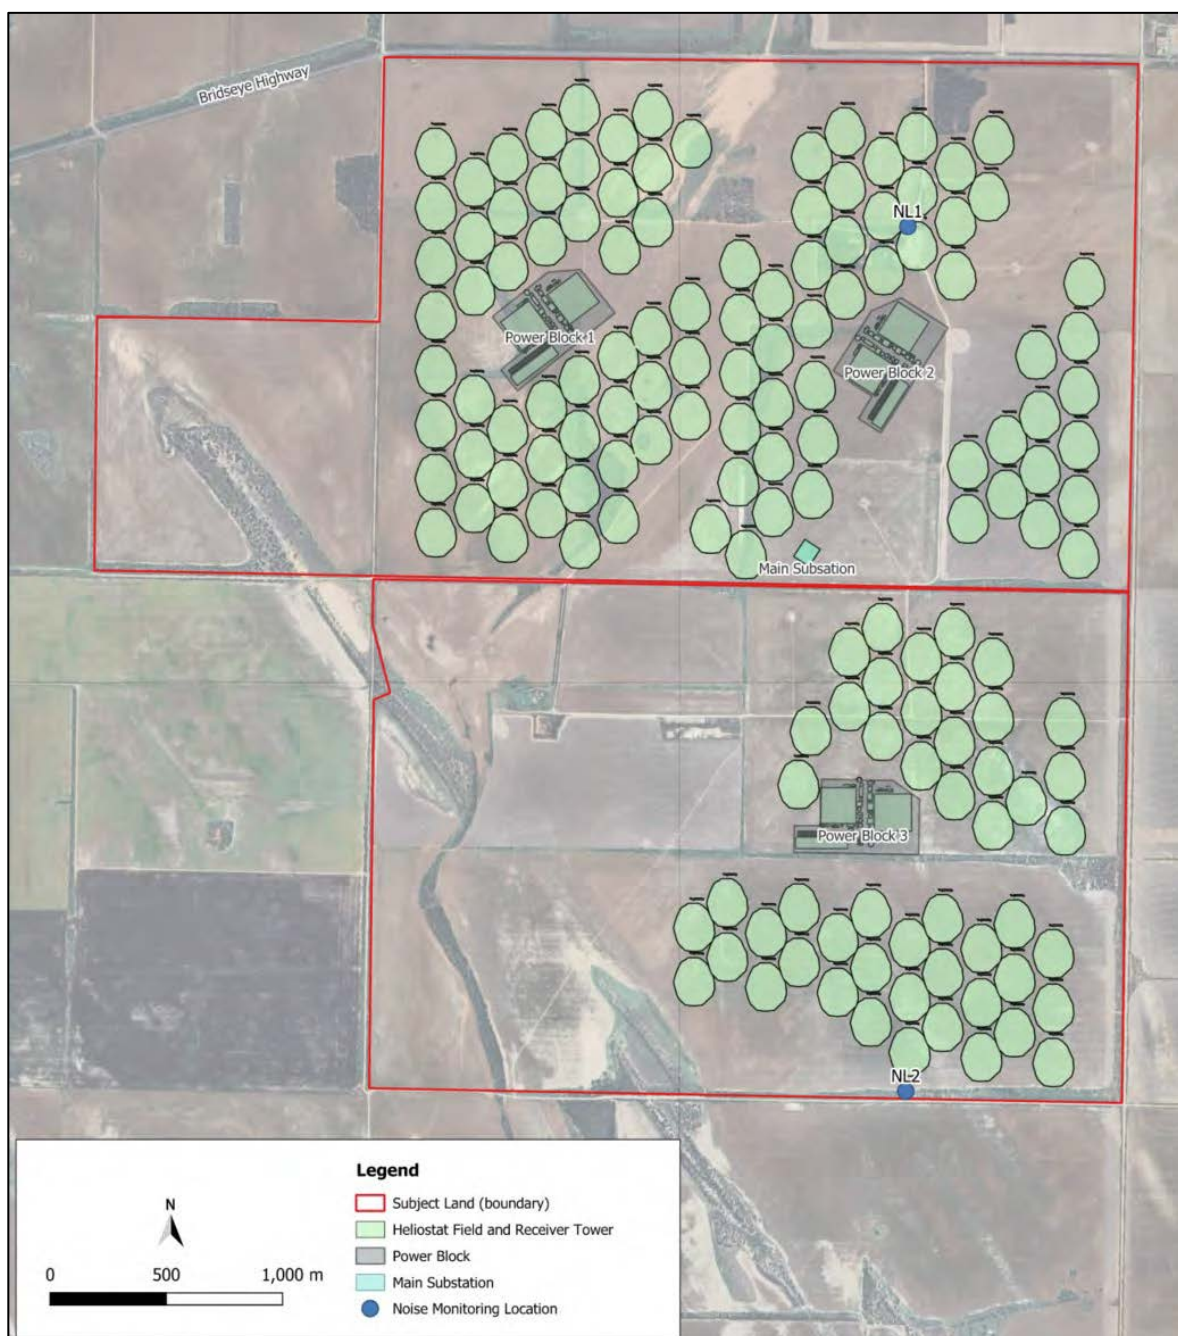 Bridseye Highway
NL1
Power Block 1
Power Block 2
Main Subsation
Power Block 3
NL2
Legend
N
Subject Land (boundary)
Heliostat Field and Receiver Tower
Power Block
0 500 1,000 m
Main Substation
Noise Monitoring Location